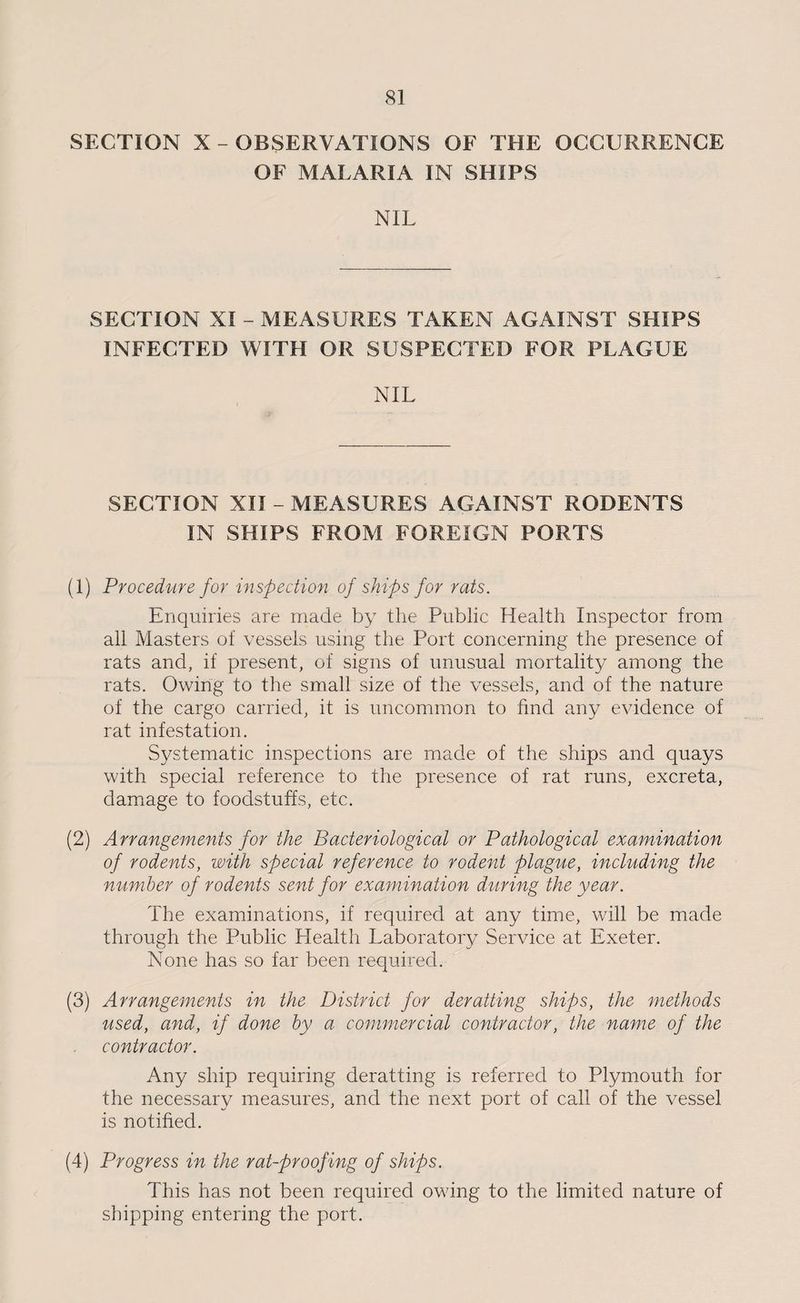 81
SECTION X - OBSERVATIONS OF THE OCCURRENCE
OF MALARIA IN SHIPS
NIL
SECTION XI - MEASURES TAKEN AGAINST SHIPS
INFECTED WITH OR SUSPECTED FOR PLAGUE
NIL
SECTION XII - MEASURES AGAINST RODENTS
IN SHIPS FROM FOREIGN PORTS
(1) Procedure for inspection of ships for rats.
Enquiries are made by the Public Health Inspector from
all Masters of vessels using the Port concerning the presence of
rats and, if present, of signs of unusual mortality among the
rats. Owing to the small size of the vessels, and of the nature
of the cargo carried, it is uncommon to find any evidence of
rat infestation.
Systematic inspections are made of the ships and quays
with special reference to the presence of rat runs, excreta,
damage to foodstuffs, etc.
(2) Arrangements for the Bacteriological or Pathological examination
of rodents, with special reference to rodent plague, including the
number of rodents sent for examination during the year.
The examinations, if required at any time, will be made
through the Public Health Laboratory Service at Exeter.
None has so far been required.
(3) Arrangements in the District for deratting ships, the methods
used, and, if done by a commercial contractor, the name of the
contractor.
Any ship requiring deratting is referred to Plymouth for
the necessary measures, and the next port of call of the vessel
is notified.
(4) Progress in the rat-proofing of ships.
This has not been required owing to the limited nature of
shipping entering the port.